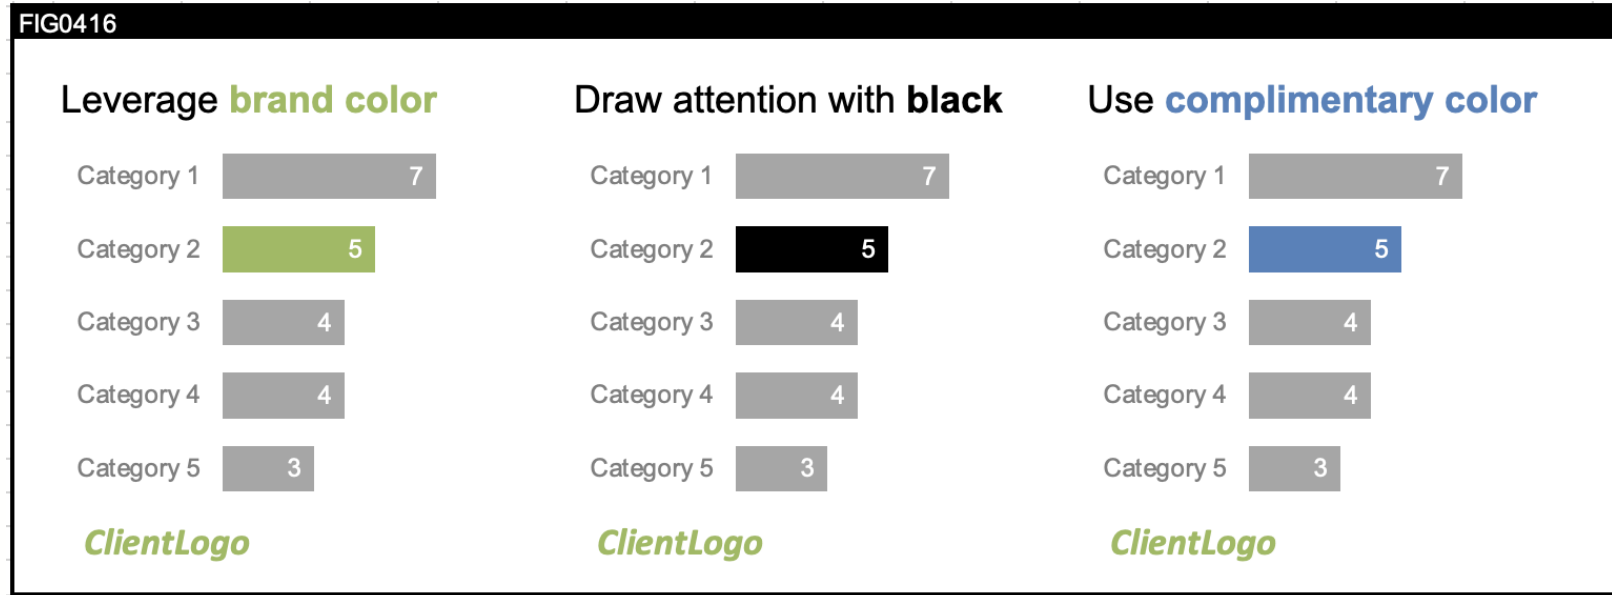 FIG0416
Leverage brand color
Category 1 7
Category 2 5
Category 3 4
Category 4 4
Category 5 3
ClientLogo
Draw attention with black
Category 1 7
Category 2 5
Category 3 4
Category 4 4
Category 5 3
ClientLogo
Use complimentary color
Category 1 7
Category 2 5
Category 3 4
Category 4 4
Category 5 3
ClientLogo